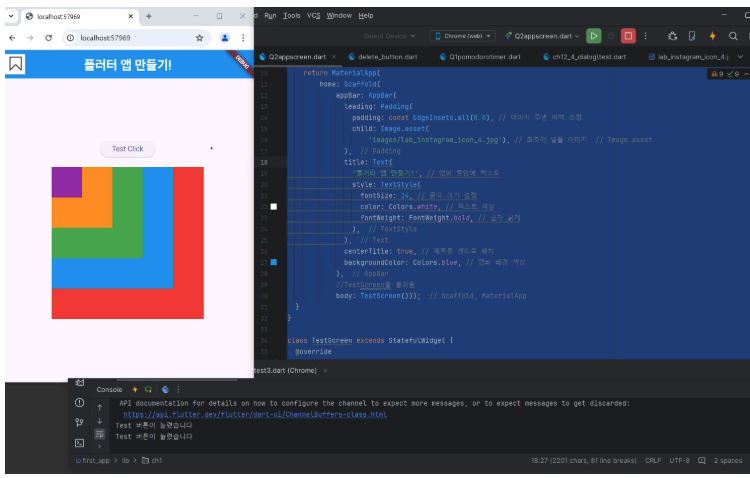 localhost:57969
localhost:57969
플러터 앱 만들기!
DEBUG
Test Click
Run Tools VCS Window Help
Select Device
Chrome (web)
Q2appscreen.dart
Q2appscreen.dart
delete_button.dart
Q1pomodorotimer.dart
ch12_4_dialog\test.dart
lab_instagram_icon_4.j
9 9
return MaterialApp(
home: Scaffold(
appBar: AppBar(
leading: Padding(
padding: const EdgeInsets.all(8.0), // 이미지 주변 여백 조정
child: Image.asset(
'images/lab_instagram_icon_4.jpg'), // 좌측에 넣을 이미지 // Image.asset
), // Padding
18 title: Text(
'플러터 앱 만들기!', // 앱바 중앙에 텍스트
style: TextStyle(
fontSize: 24, // 글자 크기 조정
color: Colors.white, // 텍스트 색상
fontWeight: FontWeight.bold, // 글자 굵게
), // TextStyle
), // Text
centerTitle: true, // 제목을 센터로 배치
backgroundColor: Colors.blue, // 앱바 배경 색상
), // AppBar
//TestScreen을 불러옴
body: TestScreen())); // Scaffold, MaterialApp
}
}
class TestScreen extends StatefulWidget {
@override
test3.dart (Chrome)
Console
API documentation for details on how to configure the channel to expect more messages, or to expect messages to get discarded:
https://api.flutter.dev/flutter/dart-ui/ChannelBuffers-class.html
Test 버튼이 눌렸습니다
Test 버튼이 눌렸습니다
first_app > lib > ch1
18:27 (2201 chars, 81 line breaks) CRLF UTF-8 2 spaces